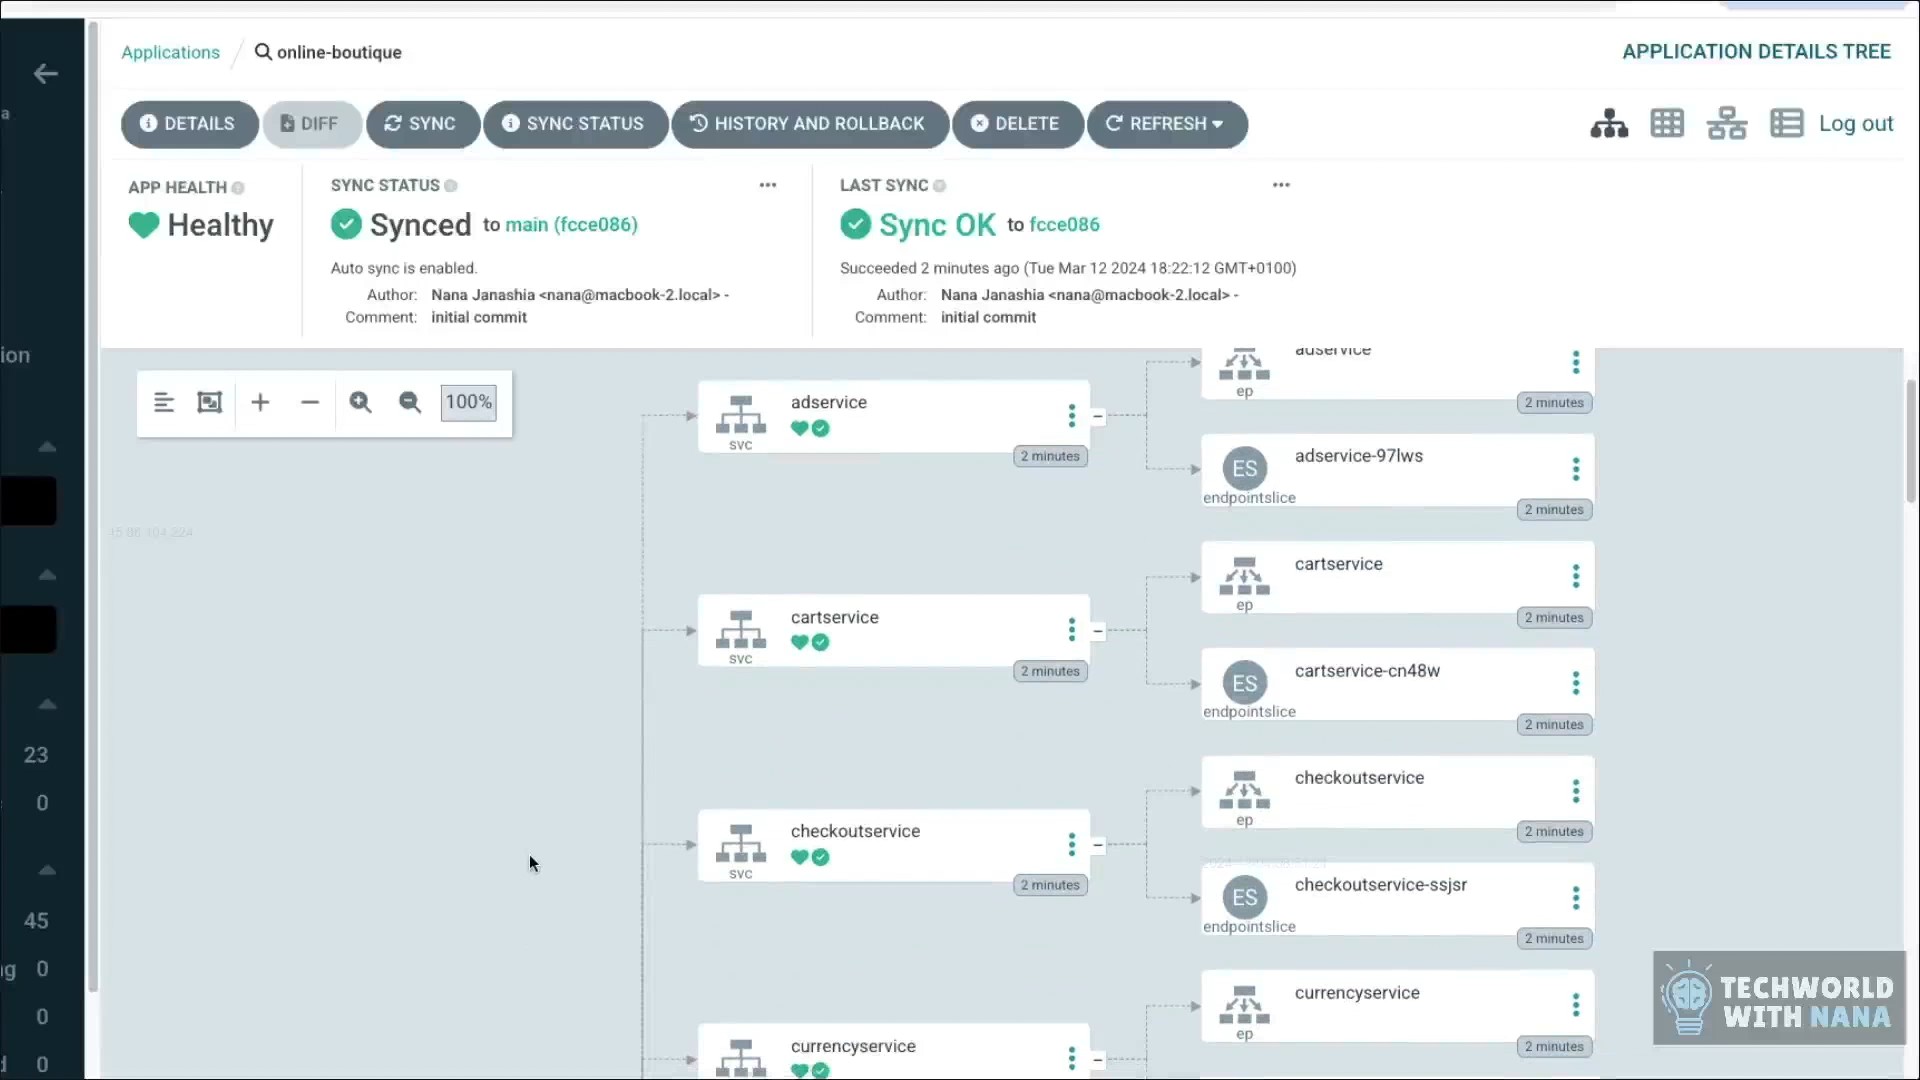 Applications / online-boutique
APPLICATION DETAILS TREE
DETAILS
DIFF
SYNC
SYNC STATUS
HISTORY AND ROLLBACK
DELETE
REFRESH
Log out
APP HEALTH
Healthy
SYNC STATUS
Synced to main (fcce086)
Auto sync is enabled.
Author: Nana Janashia <nana@macbook-2.local> -
Comment: initial commit
LAST SYNC
Sync OK to fcce086
Succeeded 2 minutes ago (Tue Mar 12 2024 18:22:12 GMT+0100)
Author: Nana Janashia <nana@macbook-2.local> -
Comment: initial commit
a
ion
23
0
45
ng 0
0
d 0
100%
adservice
svc
2 minutes
adservice
ep
2 minutes
adservice-97lws
ES
endpointslice
2 minutes
cartservice
svc
2 minutes
cartservice
ep
2 minutes
cartservice-cn48w
ES
endpointslice
2 minutes
checkoutservice
svc
2 minutes
checkoutservice
ep
2 minutes
checkoutservice-ssjsr
ES
endpointslice
2 minutes
currencyservice
currencyservice
ep
2 minutes
TECHWORLD
WITH NANA